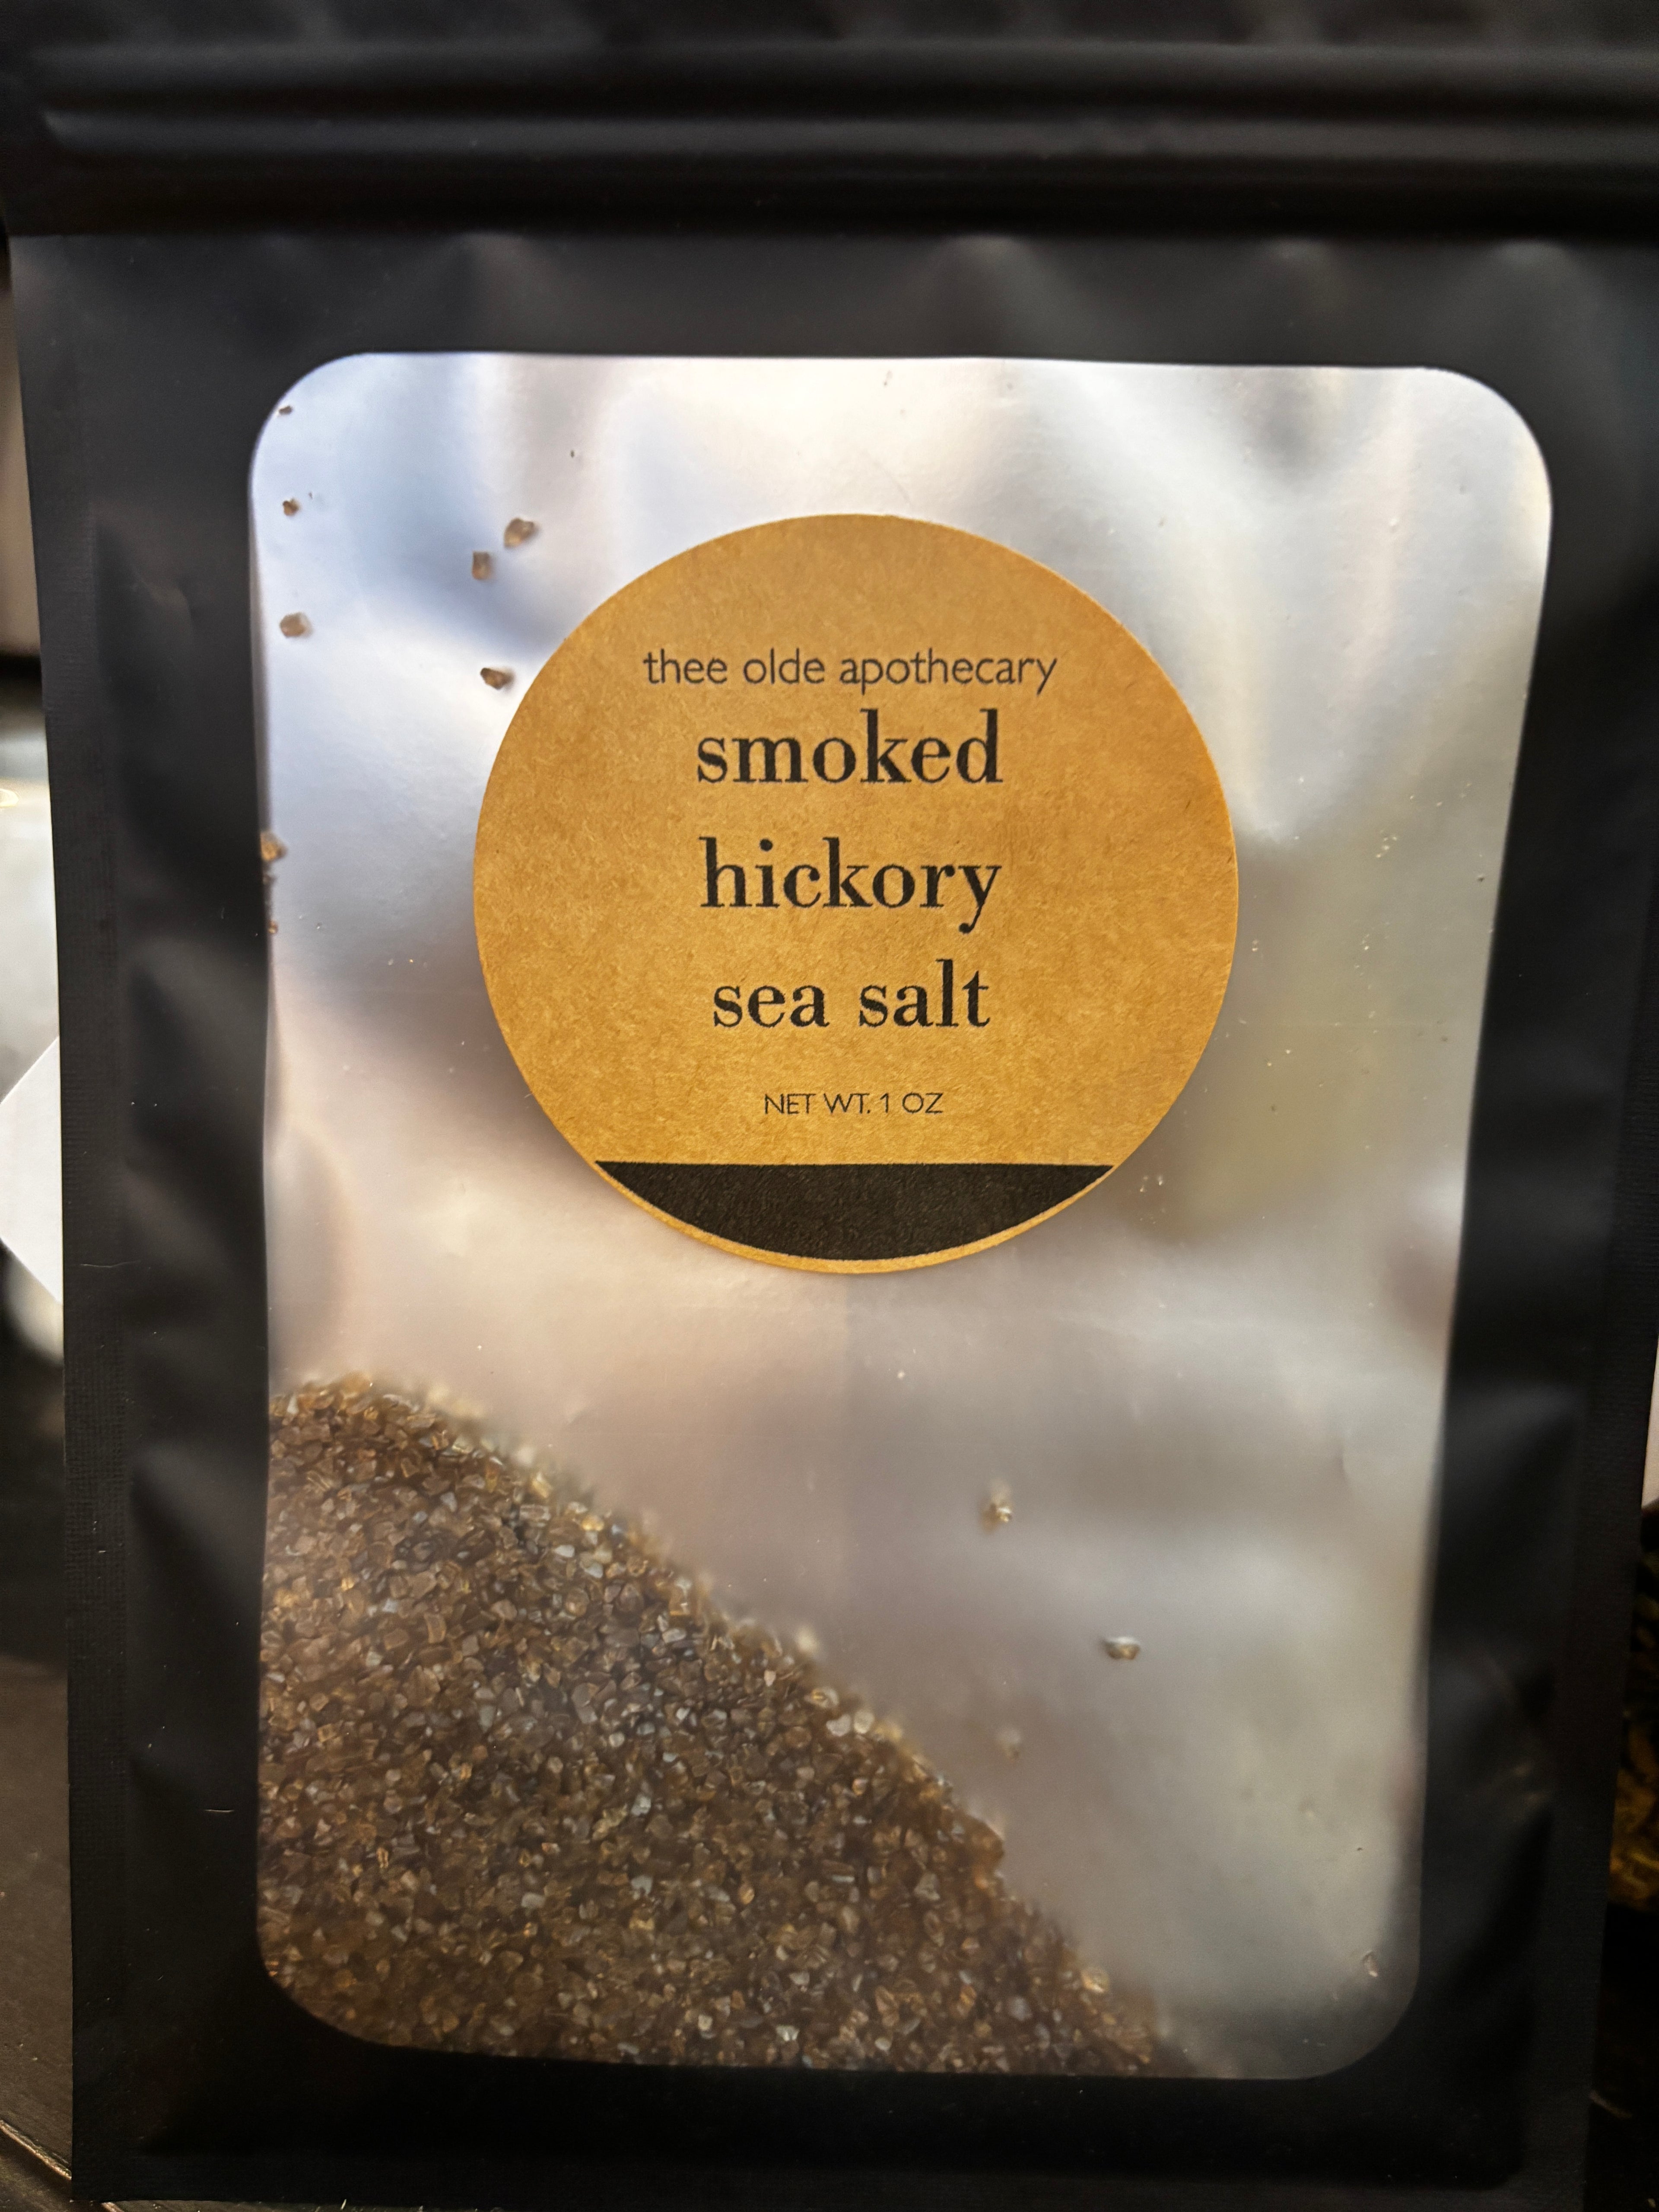 thee olde apothecary
smoked
hickory
sea salt
NET WT. 1 OZ